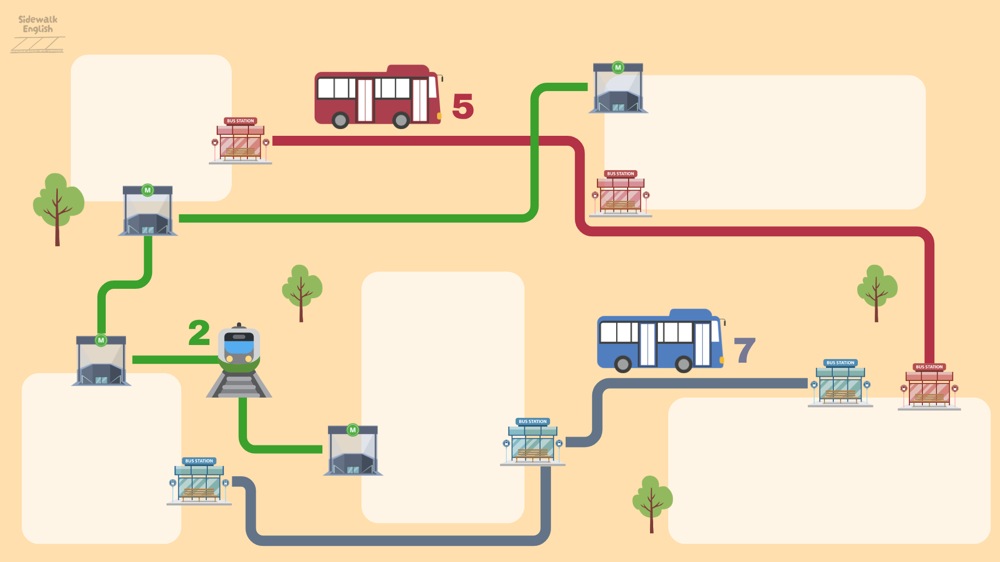 Sidewalk
English
M
5
BUS STATION
BUS STATION
M
M
2
7
BUS STATION
BUS STATION
BUS STATION
M
BUS STATION